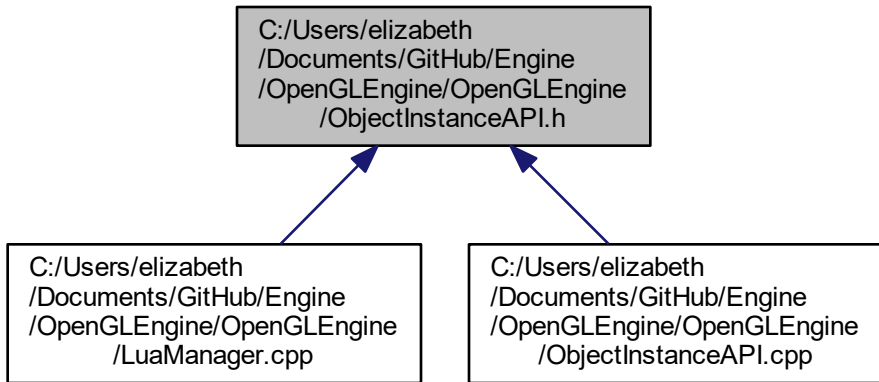 C:/Users/elizabeth
/Documents/GitHub/Engine
/OpenGLEngine/OpenGLEngine
/ObjectInstanceAPI.h
C:/Users/elizabeth
/Documents/GitHub/Engine
/OpenGLEngine/OpenGLEngine
/LuaManager.cpp
C:/Users/elizabeth
/Documents/GitHub/Engine
/OpenGLEngine/OpenGLEngine
/ObjectInstanceAPI.cpp